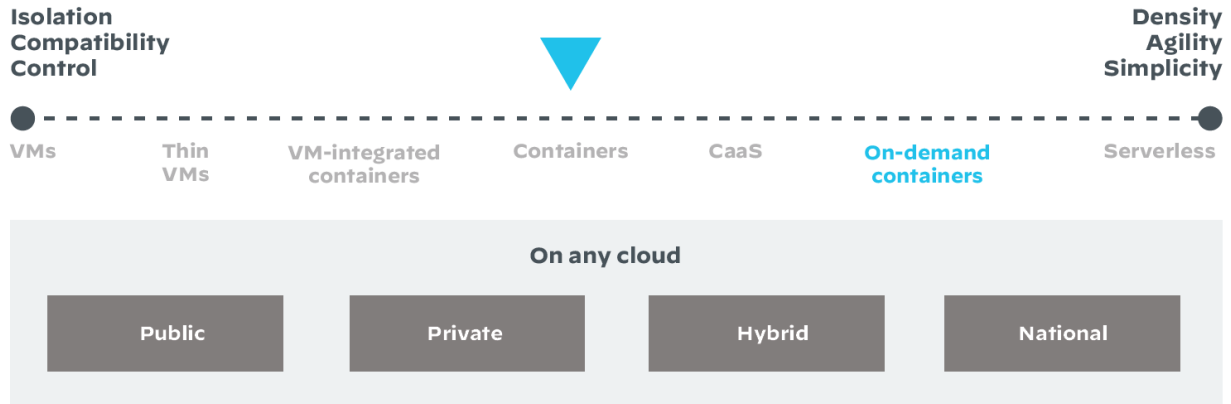 Isolation
Compatibility
Control
Density
Agility
Simplicity
VMs
Thin
VMs
VM-integrated
containers
Containers
CaaS
On-demand
containers
Serverless
On any cloud
Public
Private
Hybrid
National